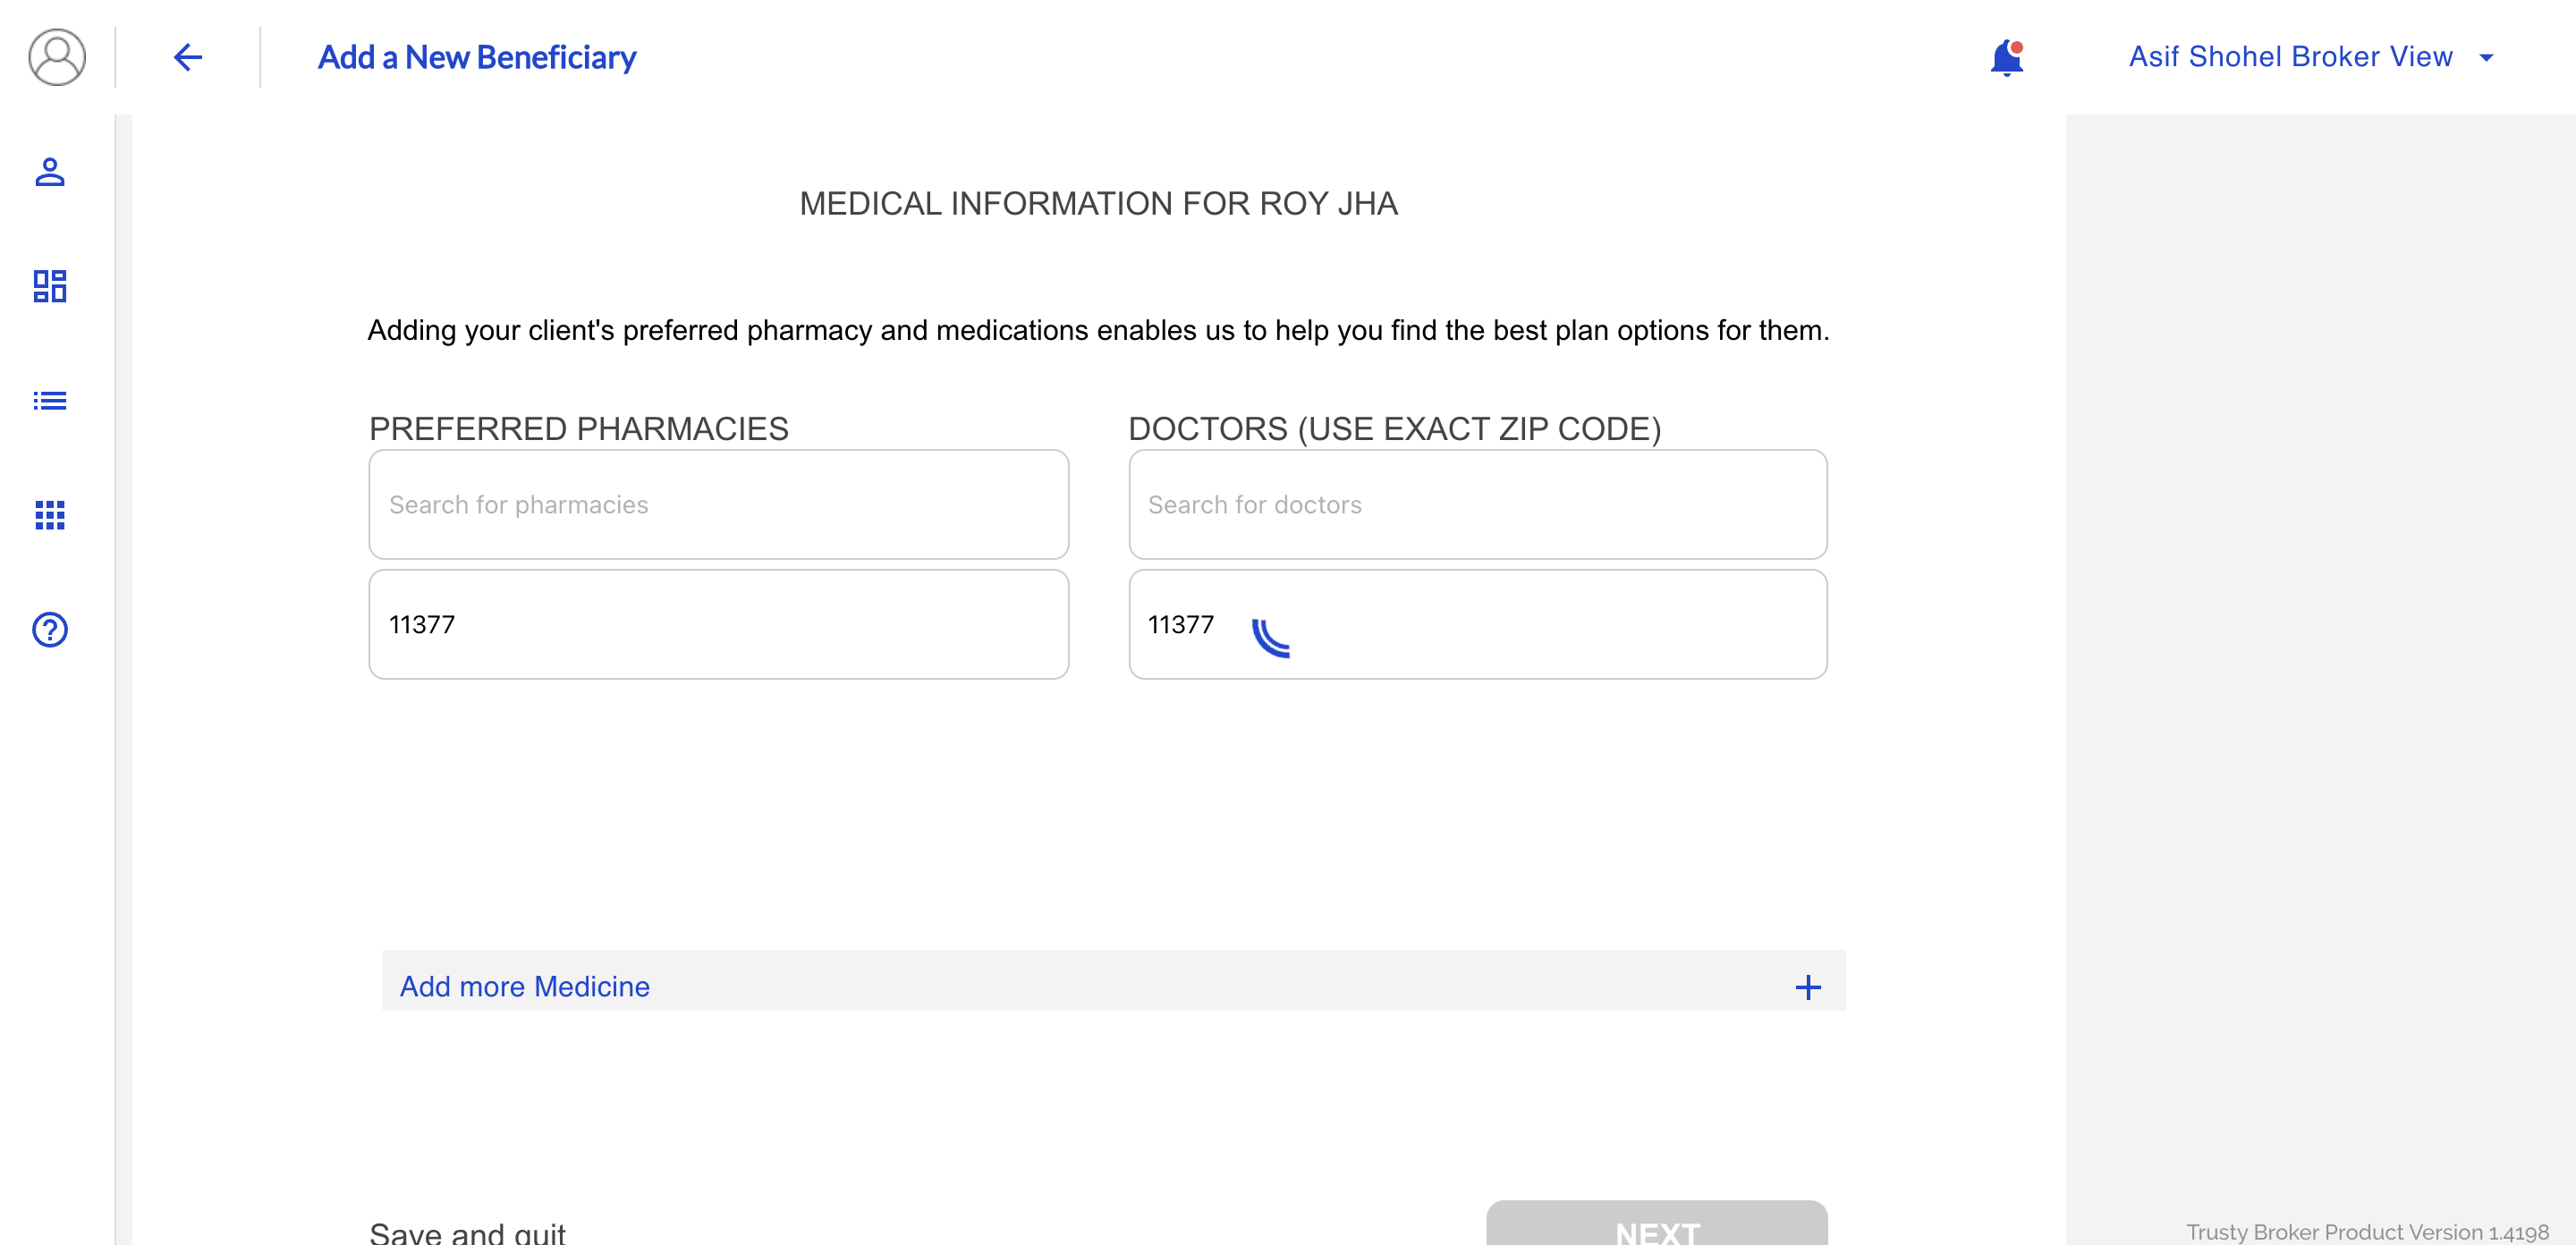 Add a New Beneficiary
Asif Shohel Broker View
MEDICAL INFORMATION FOR ROY JHA
Adding your client's preferred pharmacy and medications enables us to help you find the best plan options for them.
PREFERRED PHARMACIES
DOCTORS (USE EXACT ZIP CODE)
Search for pharmacies
Search for doctors
11377
11377
Add more Medicine
Save and quit
NEXT
Trusty Broker Product Version 1.4198